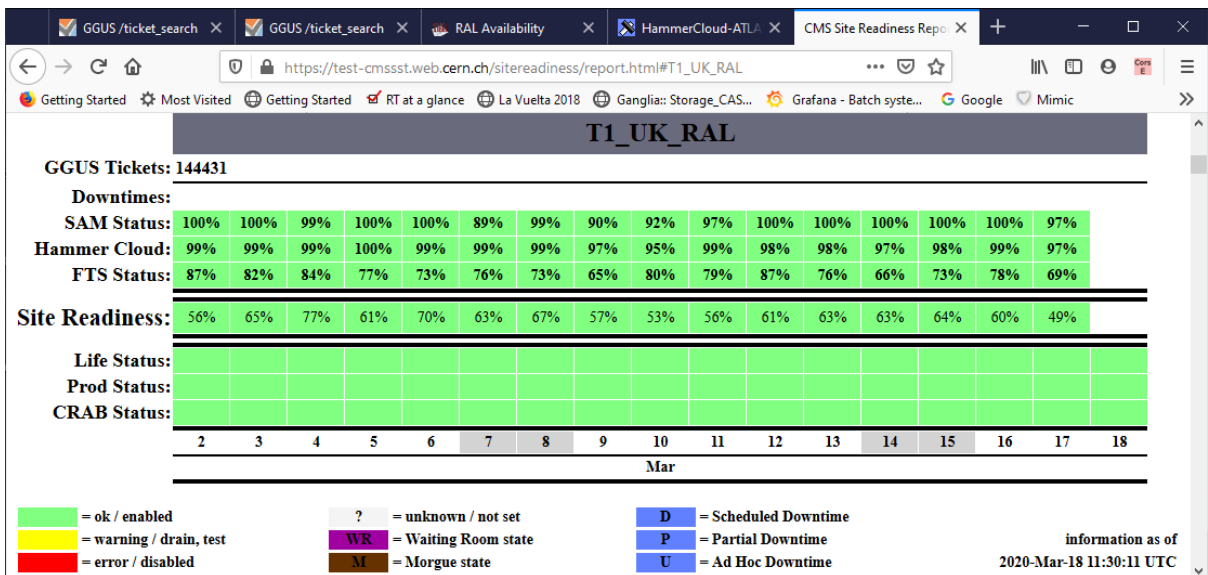 GGUS /ticket_search
GGUS /ticket_search
RAL Availability
HammerCloud-ATLA
CMS Site Readiness Repo
https://test-cmssst.web.cern.ch/sitereadiness/report.html#T1_UK_RAL
Cors E
Getting Started Most Visited Getting Started RT at a glance La Vuelta 2018 Ganglia:: Storage_CAS... Grafana - Batch syste... Google Mimic
T1_UK_RAL
GGUS Tickets: 144431
Downtimes:
SAM Status: 100% 100% 99% 100% 100% 89% 99% 90% 92% 97% 100% 100% 100% 100% 100% 97%
Hammer Cloud: 99% 99% 99% 100% 99% 99% 99% 97% 95% 99% 98% 98% 97% 98% 99% 97%
FTS Status: 87% 82% 84% 77% 73% 76% 73% 65% 80% 79% 87% 76% 66% 73% 78% 69%
Site Readiness: 56% 65% 77% 61% 70% 63% 67% 57% 53% 56% 61% 63% 63% 64% 60% 49%
Life Status:
Prod Status:
CRAB Status:
2 3 4 5 6 7 8 9 10 11 12 13 14 15 16 17 18
Mar
= ok / enabled ? = unknown / not set D = Scheduled Downtime
= warning / drain, test WR = Waiting Room state P = Partial Downtime information as of
= error / disabled M = Morgue state U = Ad Hoc Downtime 2020-Mar-18 11:30:11 UTC